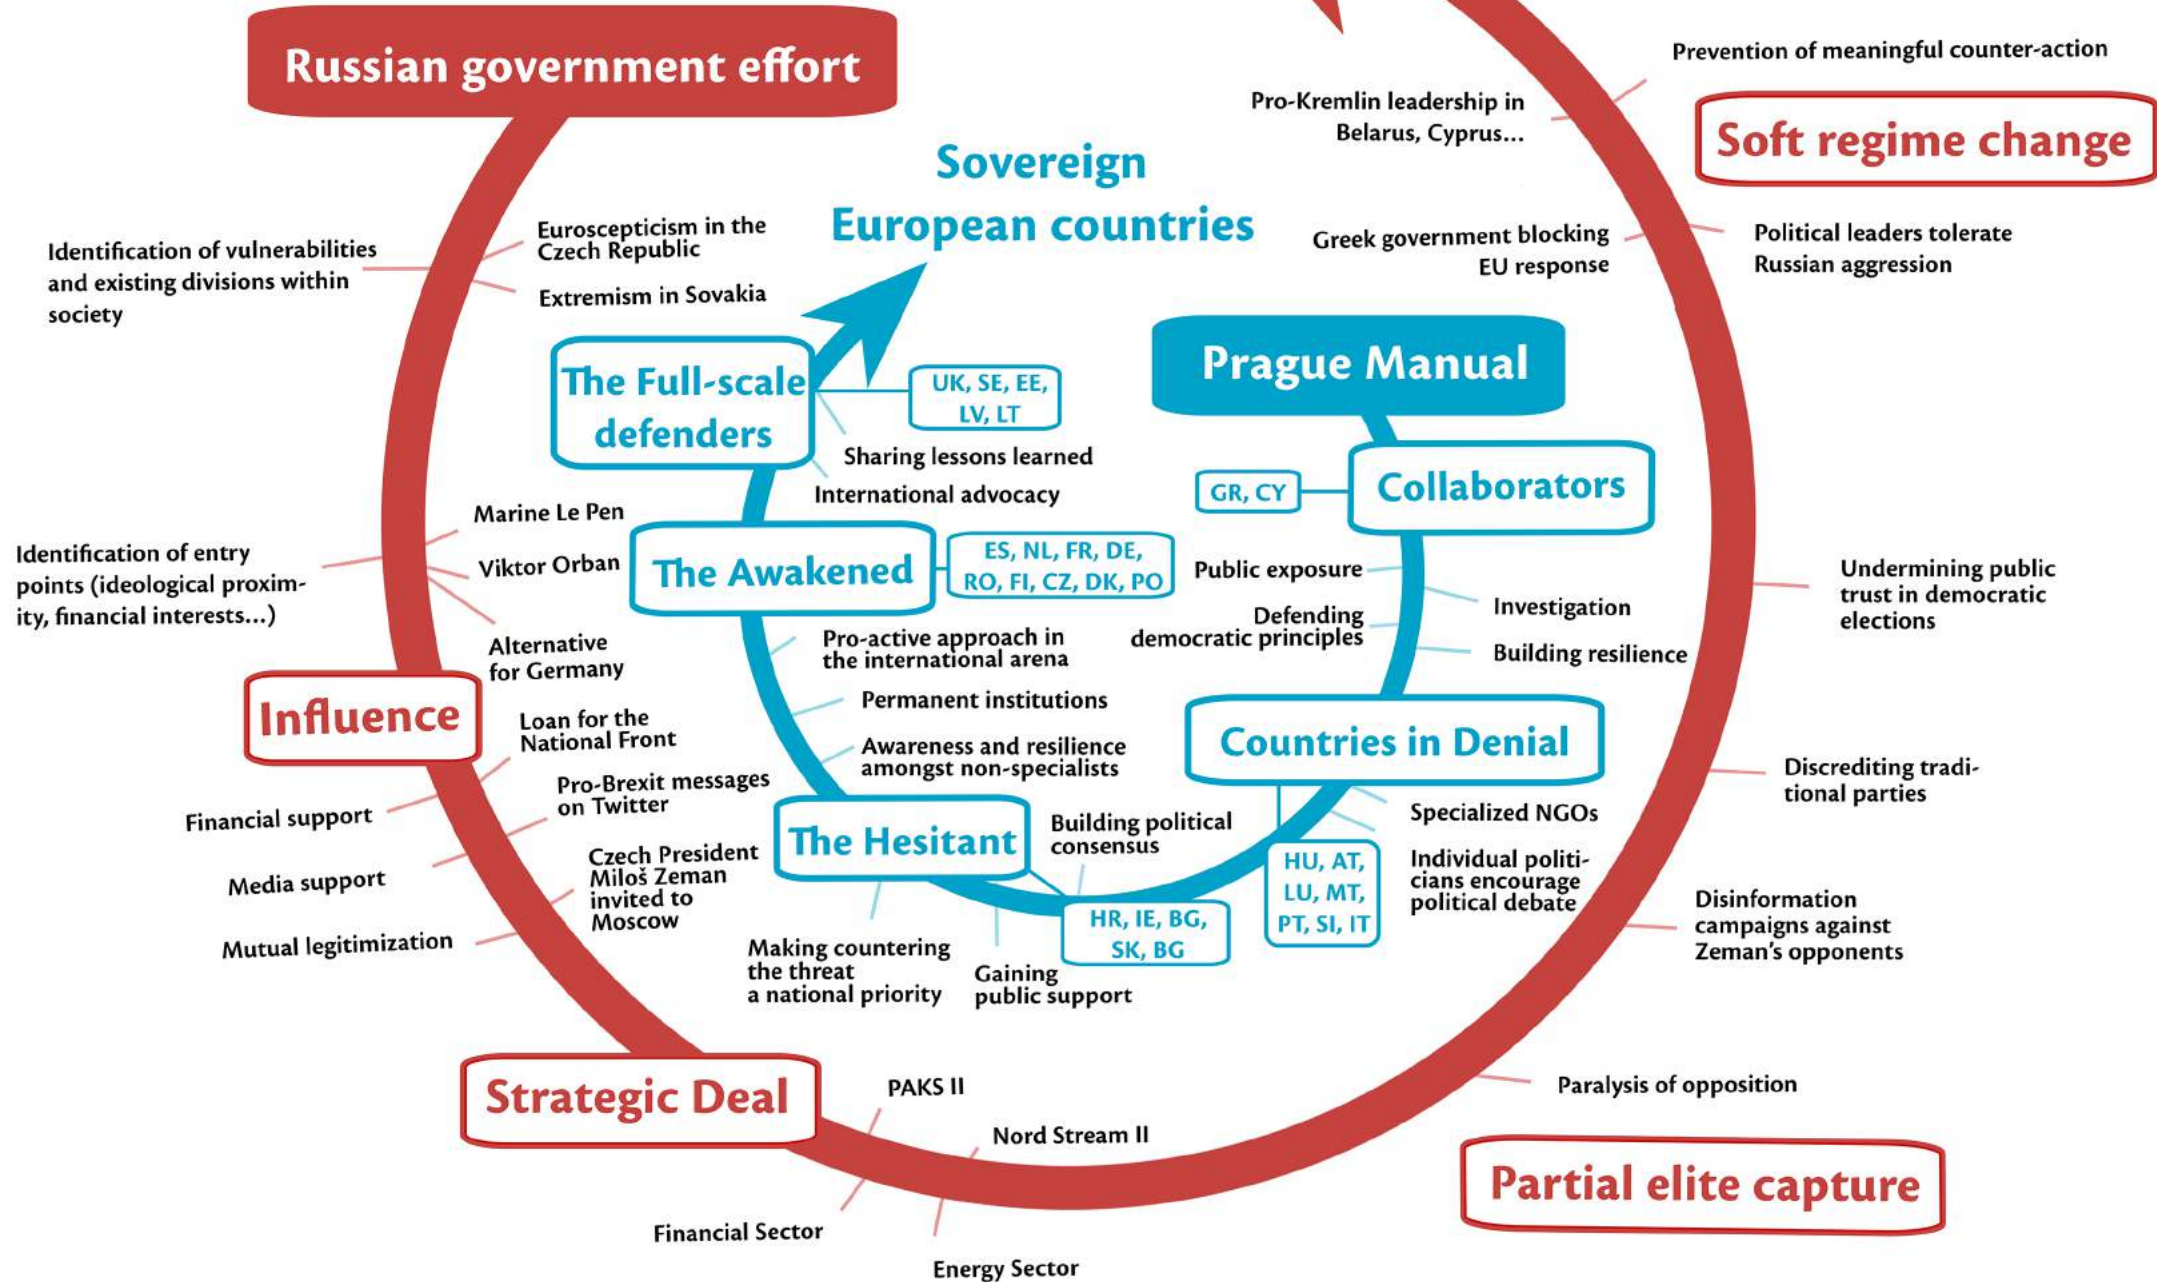 Russian government effort
Identification of vulnerabilities
and existing divisions within
society
Euroscepticism in the
Czech Republic
Extremism in Sovakia
Identification of entry
points (ideological proxim-
ity, financial interests...)
Marine Le Pen
Viktor Orban
Alternative
for Germany
Influence
Loan for the
National Front
Financial support
Pro-Brexit messages
on Twitter
Media support
Czech President
Miloš Zeman
invited to
Moscow
Mutual legitimization
Strategic Deal
PAKS II
Nord Stream II
Financial Sector
Energy Sector
Partial elite capture
Paralysis of opposition
Disinformation
campaigns against
Zeman's opponents
Discrediting tradi-
tional parties
Undermining public
trust in democratic
elections
Soft regime change
Political leaders tolerate
Russian aggression
Greek government blocking
EU response
Prevention of meaningful counter-action
Pro-Kremlin leadership in
Belarus, Cyprus...
Prague Manual
Collaborators
GR, CY
Public exposure
Defending
democratic principles
Investigation
Building resilience
Countries in Denial
HU, AT,
LU, MT,
PT, SI, IT
Specialized NGOs
Individual politi-
cians encourage
political debate
The Hesitant
HR, IE, BG,
SK, BG
Building political
consensus
Making countering
the threat
a national priority
Gaining
public support
The Awakened
ES, NL, FR, DE,
RO, FI, CZ, DK, PO
Pro-active approach in
the international arena
Permanent institutions
Awareness and resilience
amongst non-specialists
The Full-scale
defenders
UK, SE, EE,
LV, LT
Sharing lessons learned
International advocacy
Sovereign
European countries